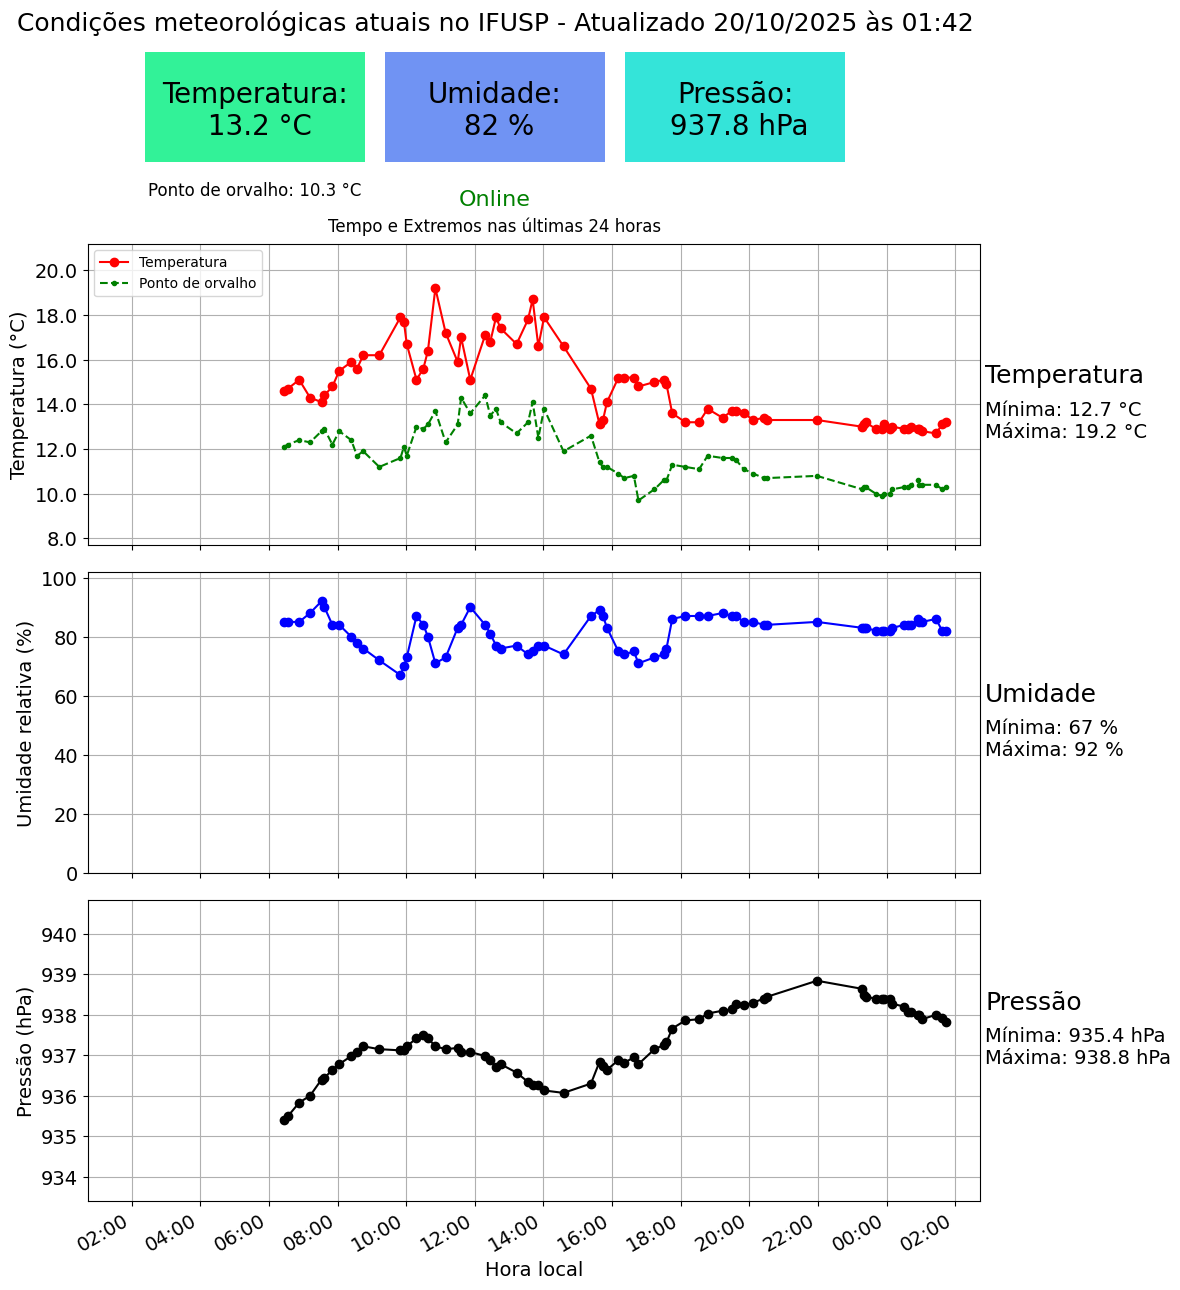 Condições meteorológicas atuais no IFUSP - Atualizado 20/10/2025 às 01:42
Temperatura:
13.2 °C
Umidade:
82 %
Pressão:
937.8 hPa
Ponto de orvalho: 10.3 °C
Online
Tempo e Extremos nas últimas 24 horas
Temperatura
Ponto de orvalho
Temperatura (°C)
20.0
18.0
16.0
14.0
12.0
10.0
8.0
Temperatura
Mínima: 12.7 °C
Máxima: 19.2 °C
Umidade relativa (%)
100
80
60
40
20
0
Umidade
Mínima: 67 %
Máxima: 92 %
Pressão (hPa)
940
939
938
937
936
935
934
Pressão
Mínima: 935.4 hPa
Máxima: 938.8 hPa
02:00 04:00 06:00 08:00 10:00 12:00 14:00 16:00 18:00 20:00 22:00 00:00 02:00
Hora local